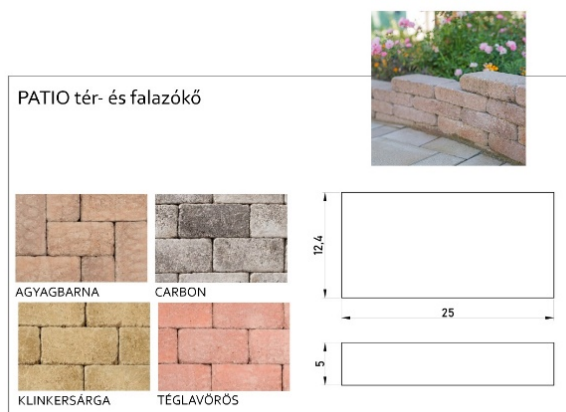 PATIO tér- és falazókő
AGYAGBARNA
CARBON
KLINKERSÁRGA
TÉGLAVÖRÖS
12,4
25
5